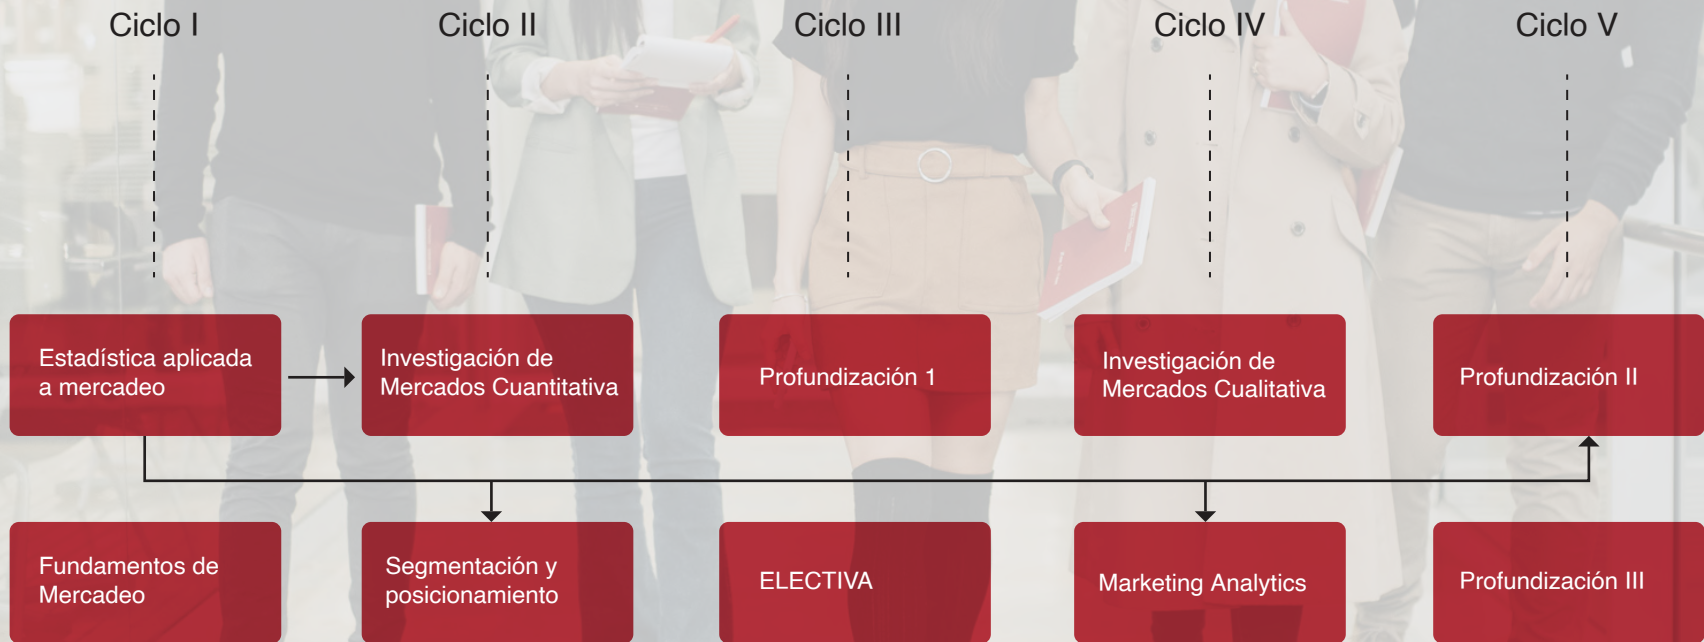 Ciclo I
Ciclo II
Ciclo III
Ciclo IV
Ciclo V
Estadística aplicada
a mercadeo
Investigación de
Mercados Cuantitativa
Profundización 1
Investigación de
Mercados Cualitativa
Profundización II
Fundamentos de
Mercadeo
Segmentación y
posicionamiento
ELECTIVA
Marketing Analytics
Profundización III